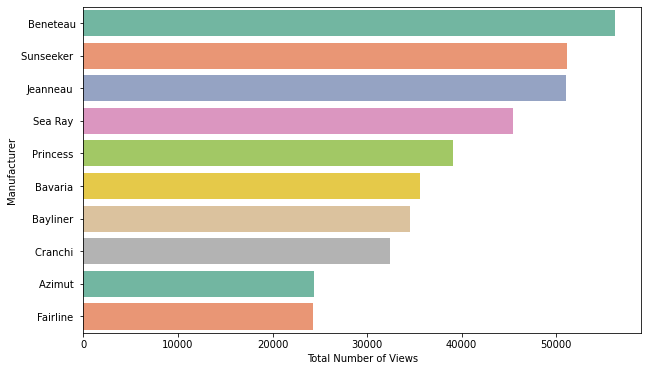 Manufacturer
Beneteau
Sunseeker
Jeanneau
Sea Ray
Princess
Bavaria
Bayliner
Cranchi
Azimut
Fairline
0 10000 20000 30000 40000 50000
Total Number of Views